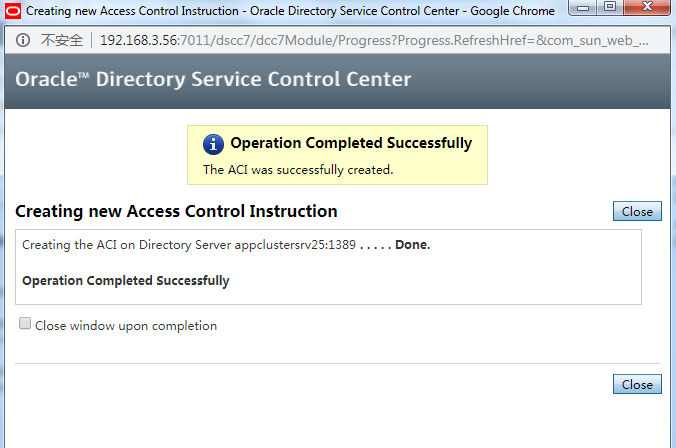 Creating new Access Control Instruction - Oracle Directory Service Control Center - Google Chrome
不安全 192.168.3.56:7011/dscc7/dcc7Module/Progress?Progress.RefreshHref=&com_sun_web_...
Oracle™ Directory Service Control Center
Operation Completed Successfully
The ACI was successfully created.
Creating new Access Control Instruction
Close
Creating the ACI on Directory Server appclustersrv25:1389 . . . . . Done.
Operation Completed Successfully
Close window upon completion
Close